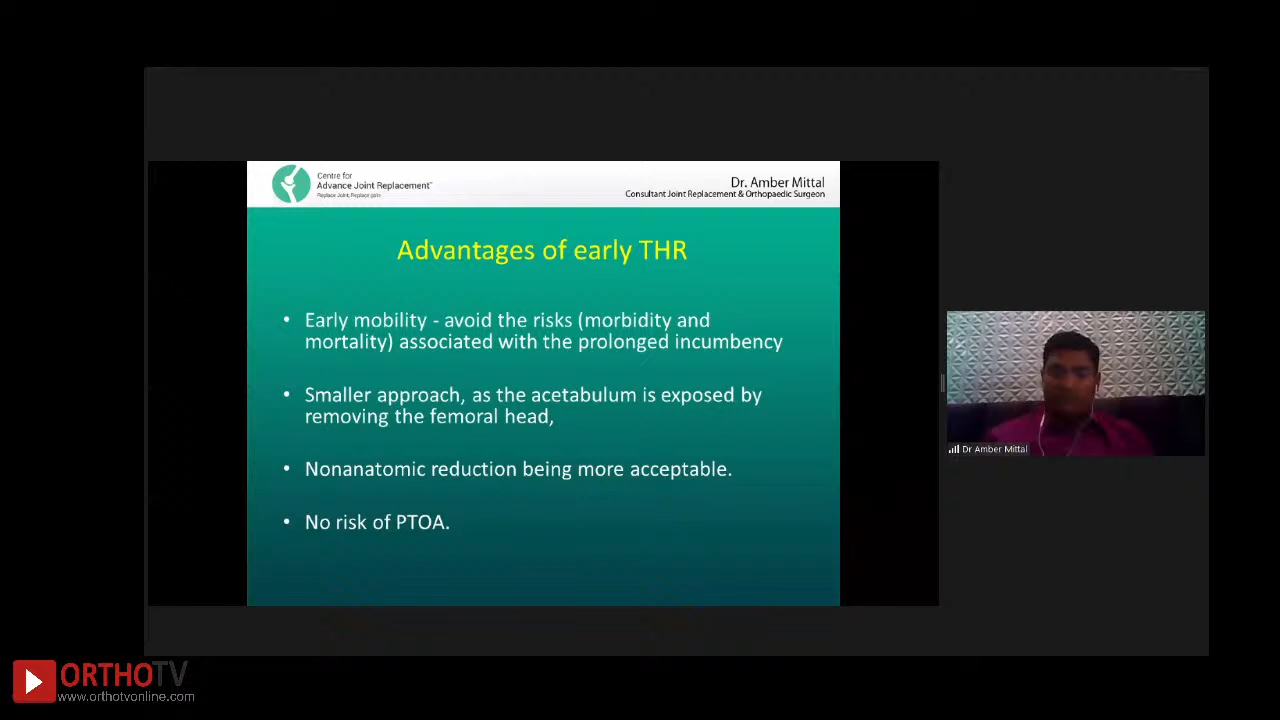 Centre for
Advance Joint Replacement™
Replace Joint, Replace gate
Dr. Amber Mittal
Consultant Joint Replacement & Orthopaedic Surgeon
Advantages of early THR
• Early mobility - avoid the risks (morbidity and
mortality) associated with the prolonged incumbency
• Smaller approach, as the acetabulum is exposed by
removing the femoral head,
• Nonanatomic reduction being more acceptable.
• No risk of PTOA.
Dr Amber Mittal
ORTHOTV
www.orthotvonline.com